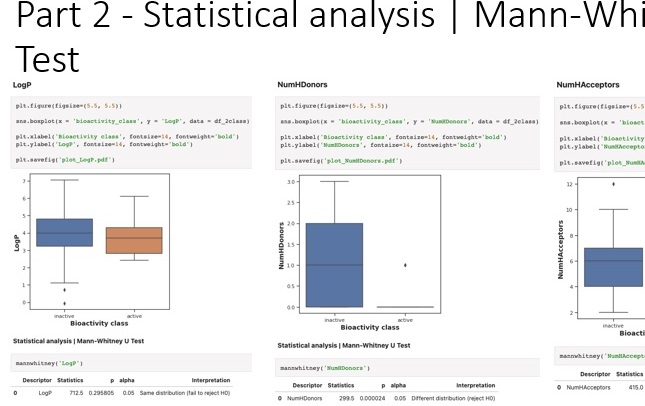 Part 2 - Statistical analysis | Mann-Whi
Test
LogP
plt.figure(figsize=(5.5, 5.5))
sns.boxplot(x = 'bioactivity_class', y = 'LogP', data = df_2class)
plt.xlabel('Bioactivity class', fontsize=14, fontweight='bold')
plt.ylabel('LogP', fontsize=14, fontweight='bold')
plt.savefig('plot_LogP.pdf')
7
6
5
4
3
2
1
0
LogP
inactive active
Bioactivity class
Statistical analysis | Mann-Whitney U Test
mannwhitney('LogP')
Descriptor Statistics p alpha Interpretation
0 LogP 712.5 0.295805 0.05 Same distribution (fail to reject H0)
NumHDonors
plt.figure(figsize=(5.5, 5.5))
sns.boxplot(x = 'bioactivity_class', y = 'NumHDonors', data = df_2class)
plt.xlabel('Bioactivity class', fontsize=14, fontweight='bold')
plt.ylabel('NumHDonors', fontsize=14, fontweight='bold')
plt.savefig('plot_NumHDonors.pdf')
3.0
2.5
2.0
1.5
1.0
0.5
0.0
NumHDonors
inactive active
Bioactivity class
Statistical analysis | Mann-Whitney U Test
mannwhitney('NumHDonors')
Descriptor Statistics p alpha Interpretation
0 NumHDonors 299.5 0.000024 0.05 Different distribution (reject H0)
NumHAcceptors
plt.figure(figsize=(5.5
sns.boxplot(x = 'bioact
plt.xlabel('Bioactivity
plt.ylabel('NumHAccepto
plt.savefig('plot_NumHA
12
10
8
6
4
2
NumHAcceptors
inactive
Bioacti
Statistical analysis | Ma
mannwhitney('NumHAccept
Descriptor Statistics
0 NumHAcceptors 415.0